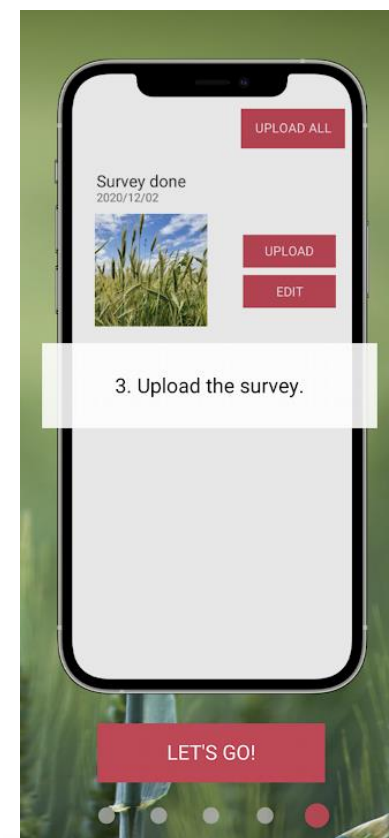 UPLOAD ALL
Survey done
2020/12/02
UPLOAD
EDIT
3. Upload the survey.
LET'S GO!